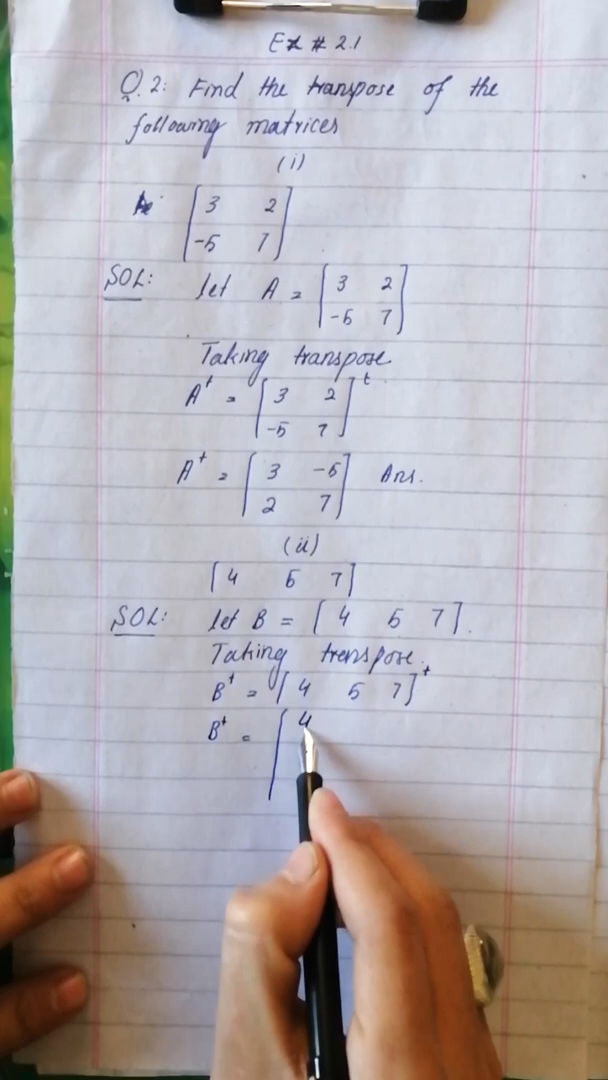 Ex # 2.1
Q.2: Find the transpose of the
following matrices
(i)
[3 2
-5 7]
SOL: let A = [3 2
-5 7]
Taking transpose
A^t = [3 2
-5 7]^t
A^t = [3 -5
2 7] Ans.
(ii)
[4 5 7]
SOL: let B = [4 5 7].
Taking transpose.
B^t = [4 5 7]^t
B^t = [4